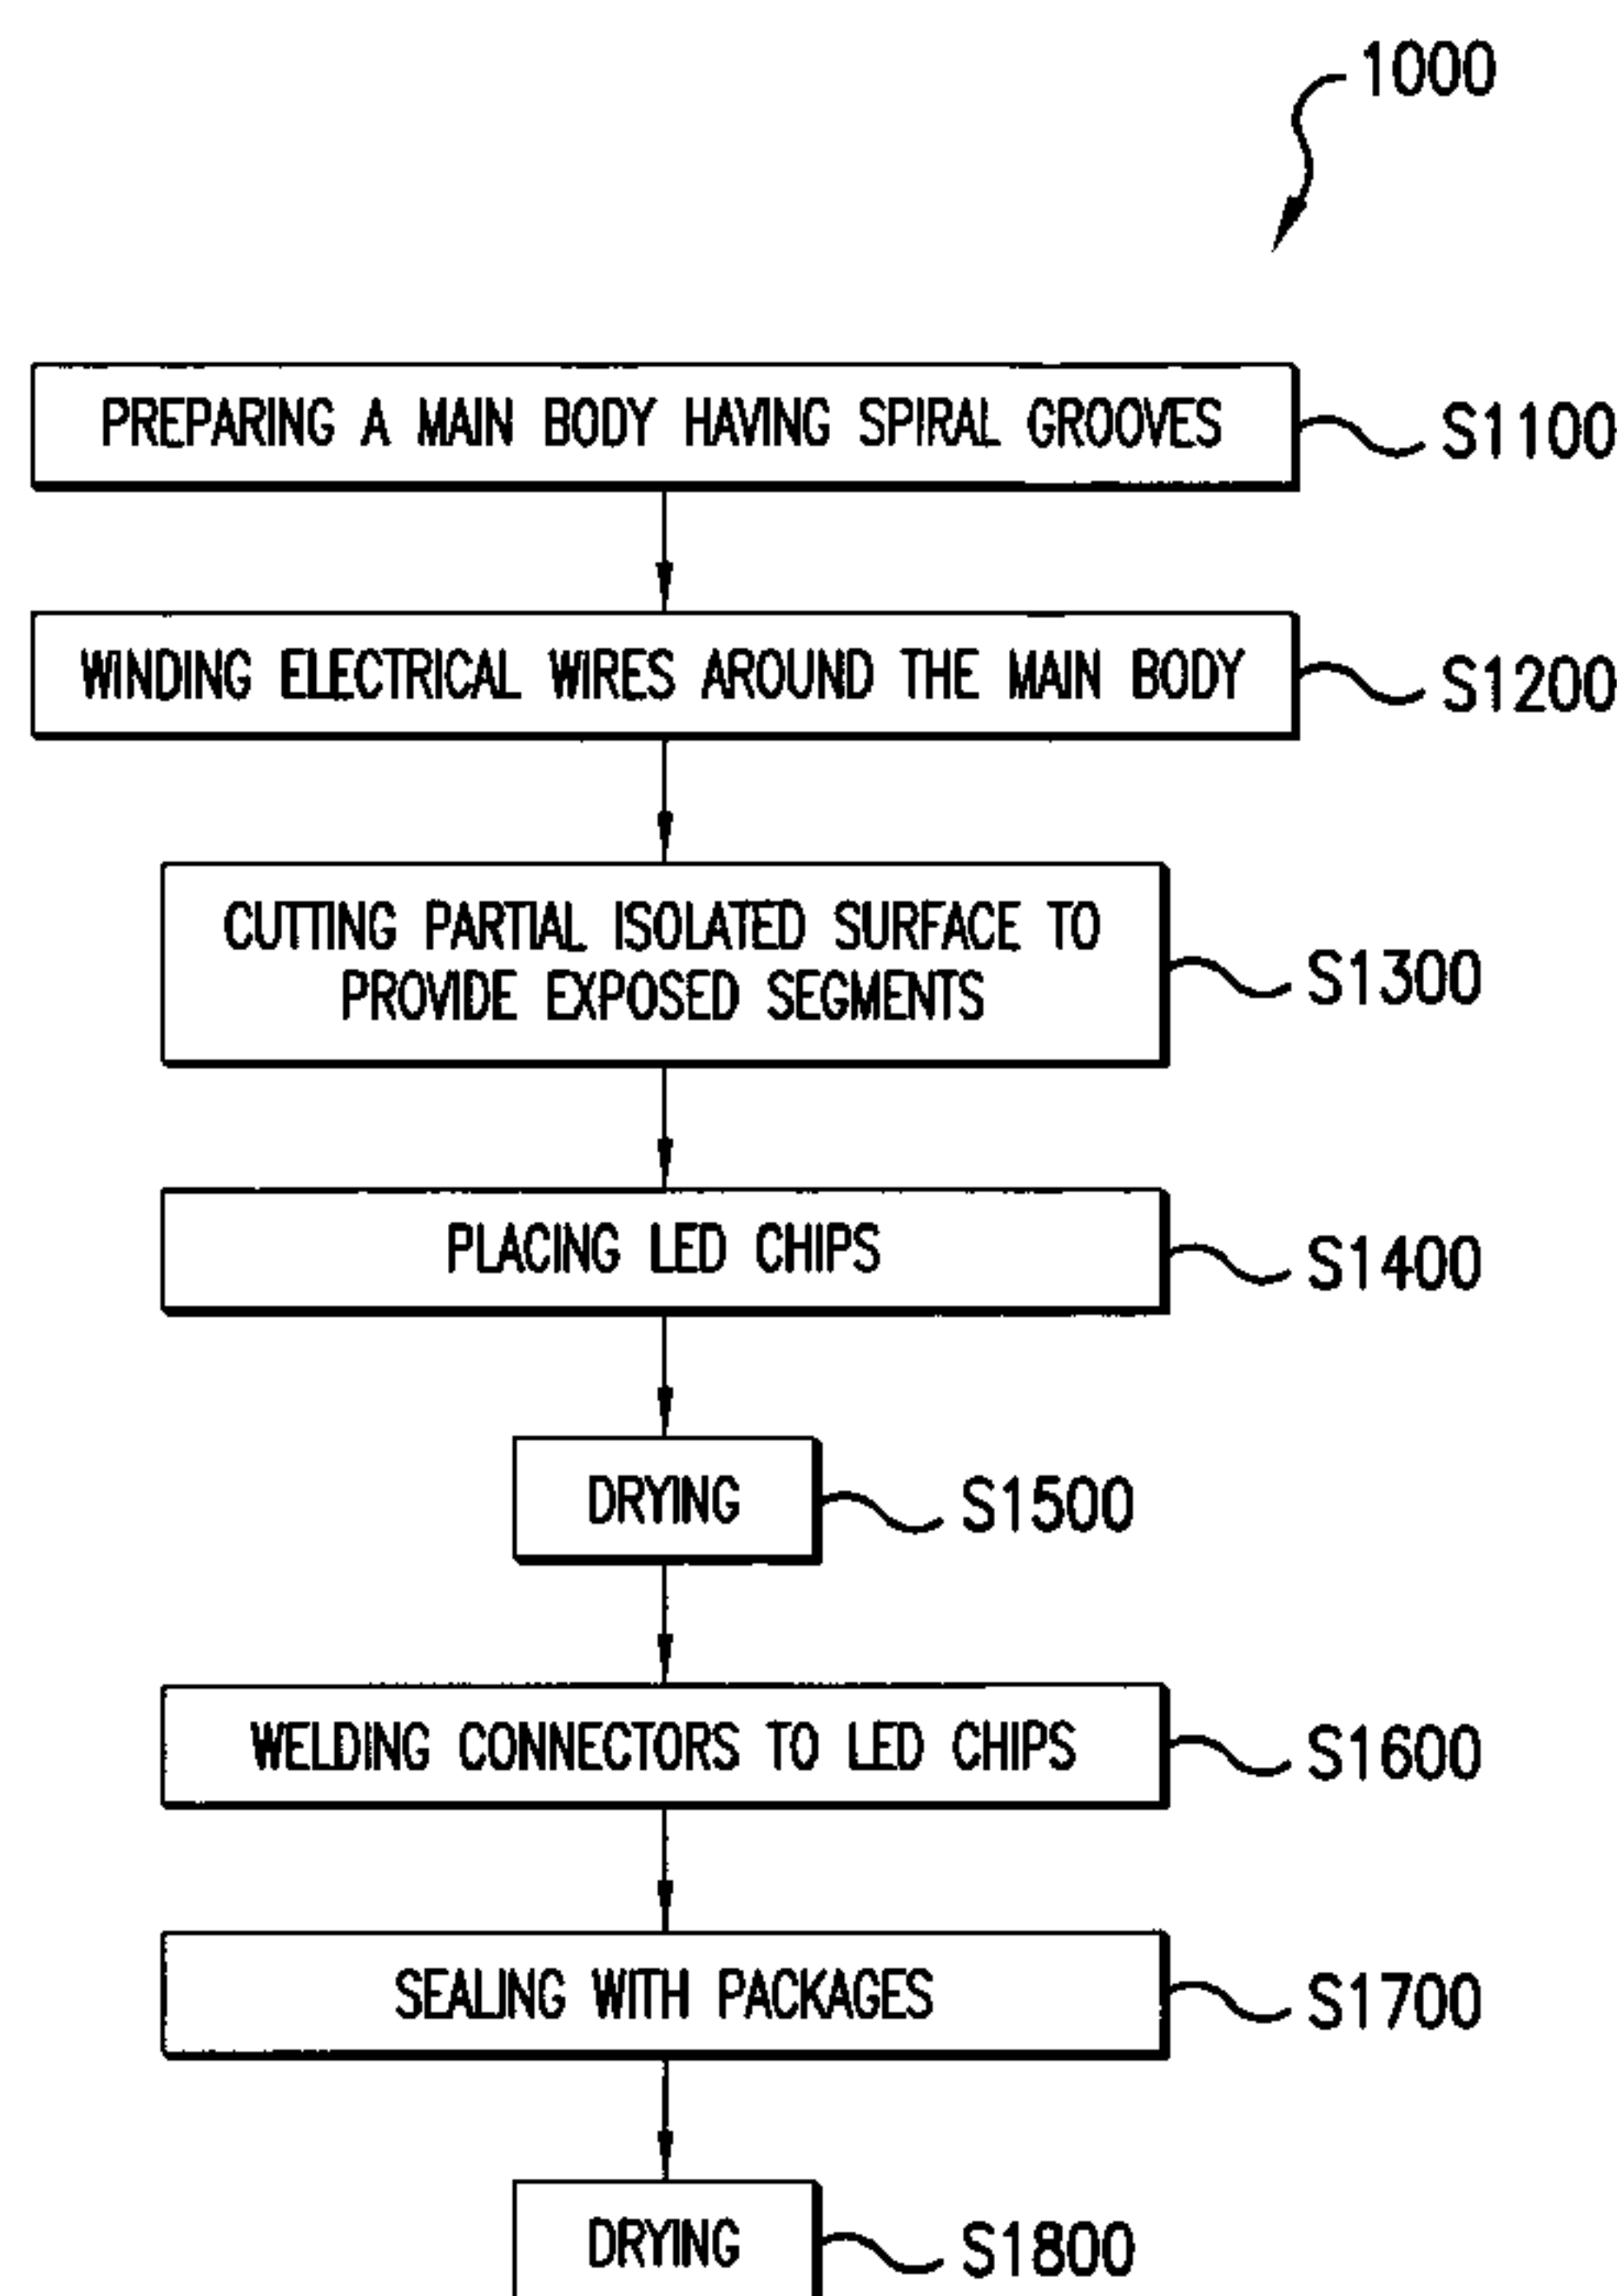 1000
PREPARING A MAIN BODY HAVING SPIRAL GROOVES
S1100
WINDING ELECTRICAL WIRES AROUND THE MAIN BODY
S1200
CUTTING PARTIAL ISOLATED SURFACE TO
PROVIDE EXPOSED SEGMENTS
S1300
PLACING LED CHIPS
S1400
DRYING
S1500
WELDING CONNECTORS TO LED CHIPS
S1600
SEALING WITH PACKAGES
S1700
DRYING
S1800